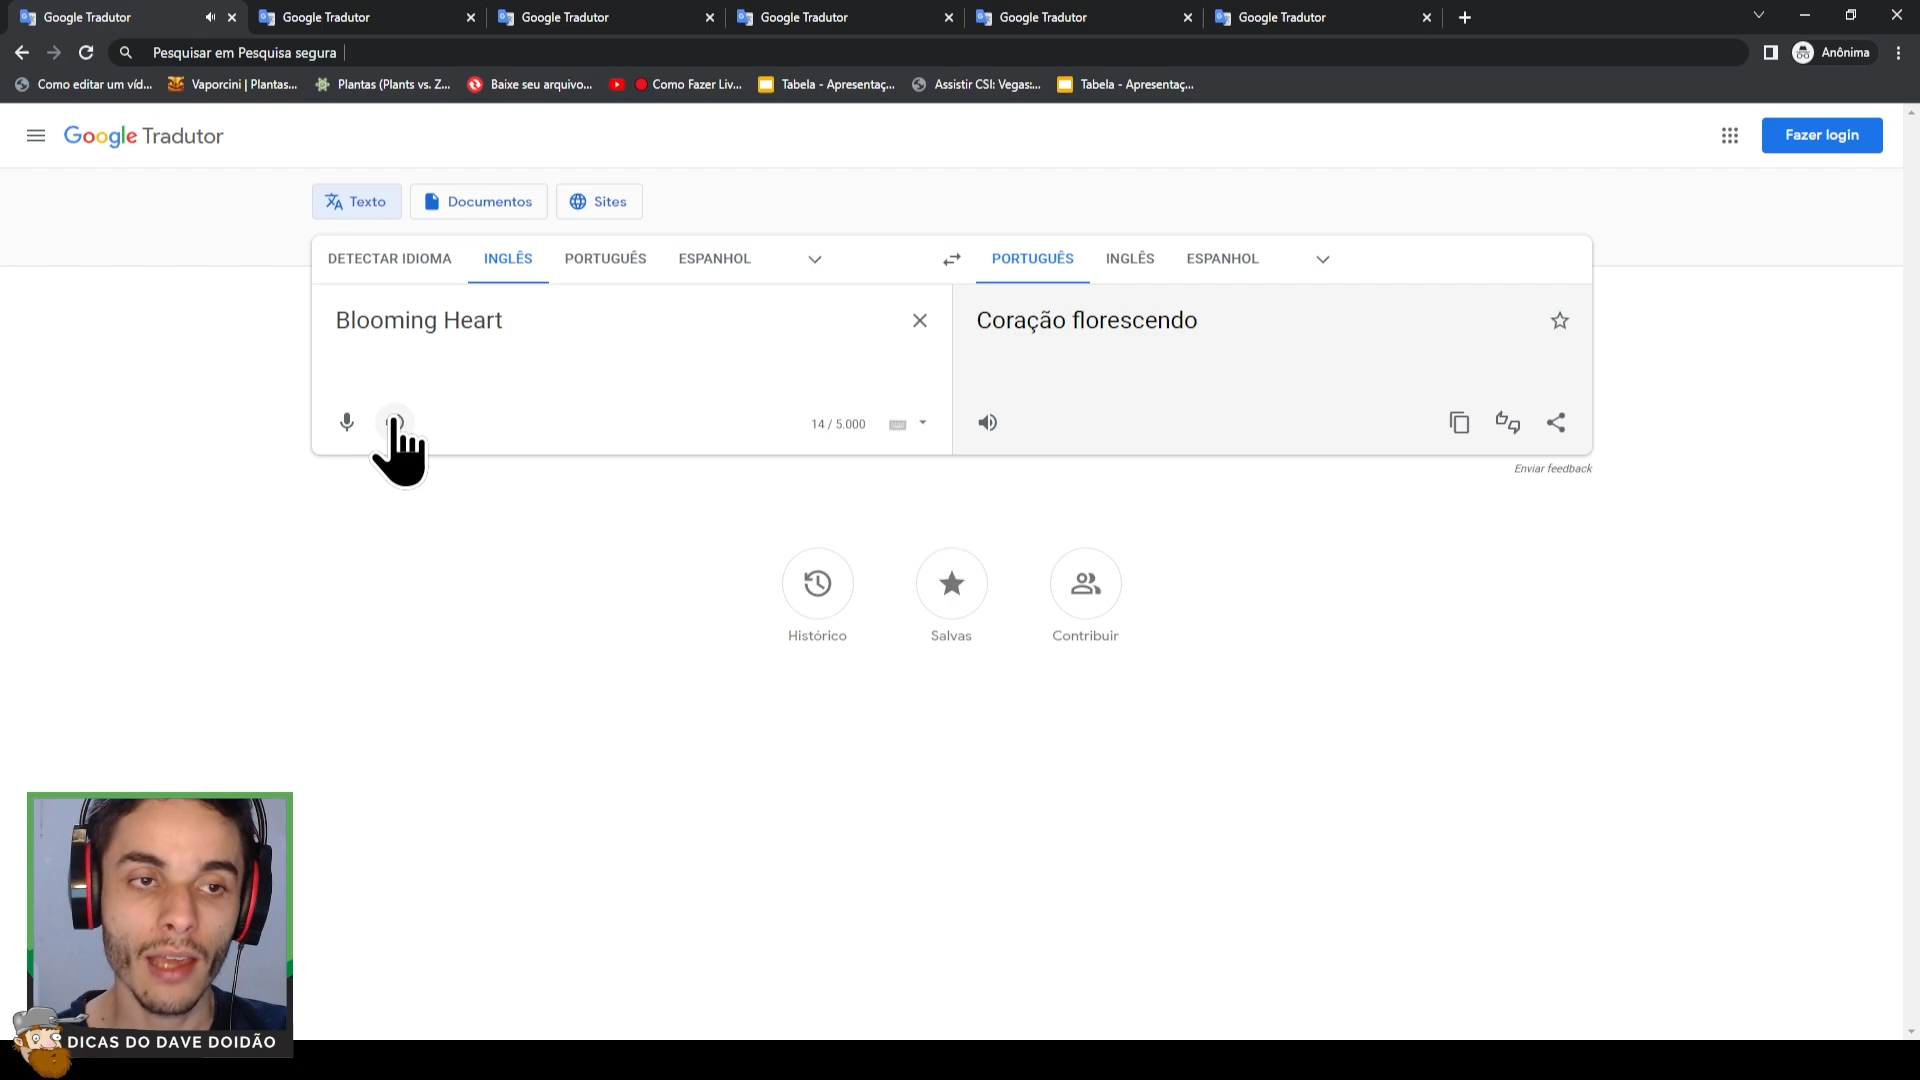 Google Tradutor
Google Tradutor
Google Tradutor
Google Tradutor
Google Tradutor
Google Tradutor
Pesquisar em Pesquisa segura
Anônima
Como editar um víd...
Vaporcini | Plantas...
Plantas (Plants vs. Z...
Baixe seu arquivo...
Como Fazer Liv...
Tabela - Apresentaç...
Assistir CSI: Vegas:...
Tabela - Apresentaç...
Google Tradutor
Fazer login
Texto
Documentos
Sites
DETECTAR IDIOMA
INGLÊS
PORTUGUÊS
ESPANHOL
PORTUGUÊS
INGLÊS
ESPANHOL
Blooming Heart
Coração florescendo
14 / 5.000
Enviar feedback
Histórico
Salvas
Contribuir
DICAS DO DAVE DOIDÃO